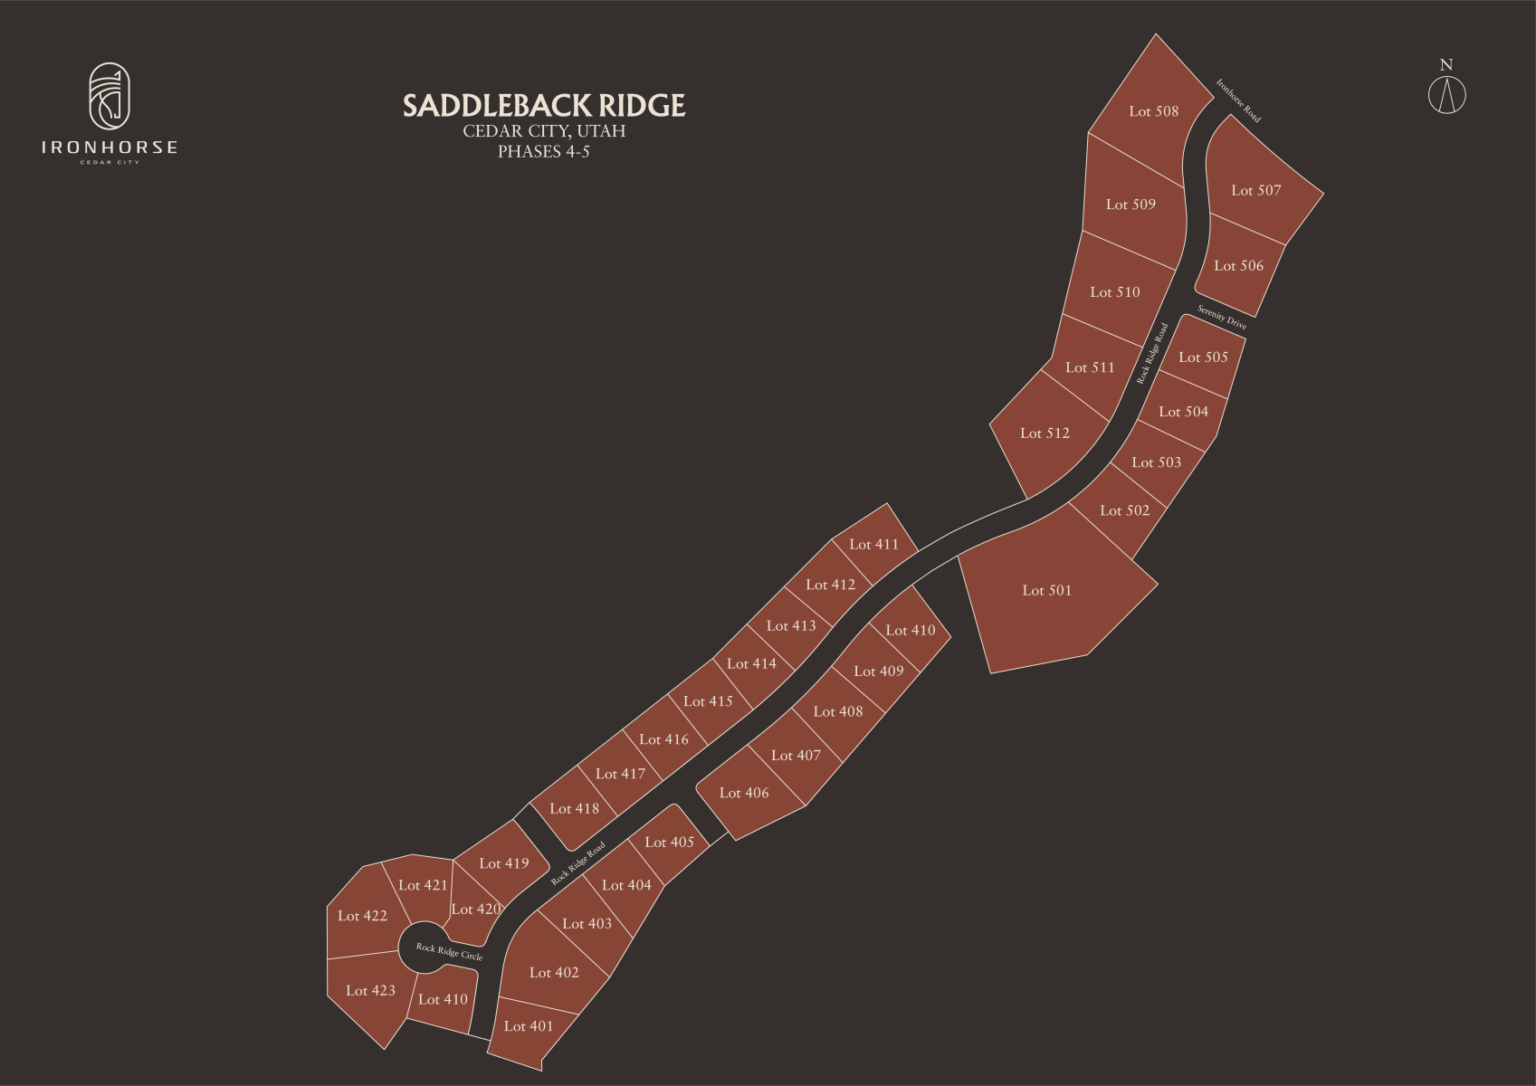 IRONHORSE
CEDAR CITY
SADDLEBACK RIDGE
CEDAR CITY, UTAH
PHASES 4-5
N
Ironhorse Road
Lot 508
Lot 507
Lot 509
Lot 506
Lot 510
Serenity Drive
Rock Ridge Road
Lot 505
Lot 511
Lot 504
Lot 512
Lot 503
Lot 502
Lot 501
Lot 411
Lot 412
Lot 413
Lot 410
Lot 414
Lot 409
Lot 415
Lot 408
Lot 416
Lot 407
Lot 417
Lot 406
Lot 418
Lot 405
Rock Ridge Road
Lot 419
Lot 404
Lot 421
Lot 420
Lot 422
Lot 403
Rock Ridge Circle
Lot 402
Lot 423
Lot 410
Lot 401